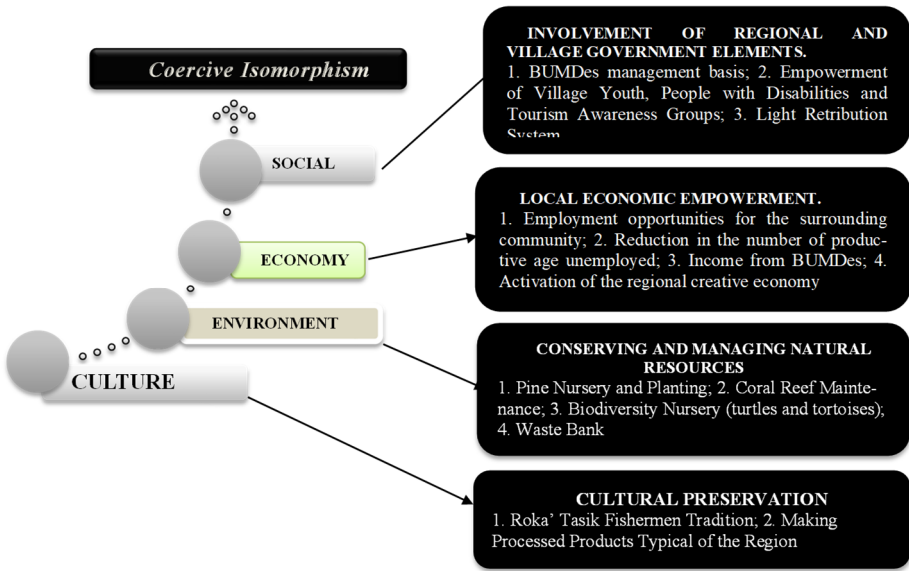 Coercive Isomorphism
SOCIAL
ECONOMY
ENVIRONMENT
CULTURE
INVOLVEMENT OF REGIONAL AND
VILLAGE GOVERNMENT ELEMENTS.
1. BUMDes management basis; 2. Empowerment
of Village Youth, People with Disabilities and
Tourism Awareness Groups; 3. Light Retribution
System
LOCAL ECONOMIC EMPOWERMENT.
1. Employment opportunities for the surrounding
community; 2. Reduction in the number of produc-
tive age unemployed; 3. Income from BUMDes; 4.
Activation of the regional creative economy
CONSERVING AND MANAGING NATURAL
RESOURCES
1. Pine Nursery and Planting; 2. Coral Reef Mainte-
nance; 3. Biodiversity Nursery (turtles and tortoises);
4. Waste Bank
CULTURAL PRESERVATION
1. Roka’ Tasik Fishermen Tradition; 2. Making
Processed Products Typical of the Region